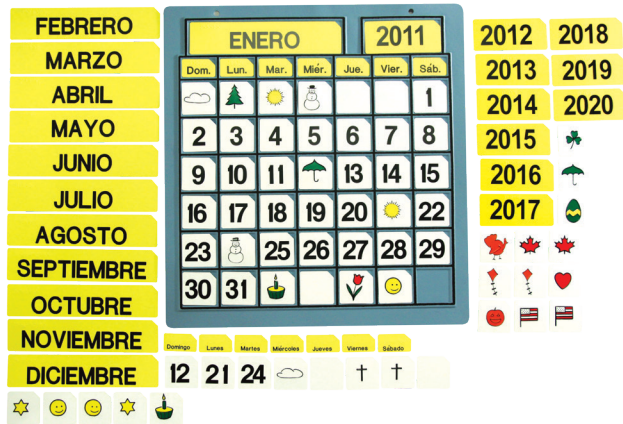 FEBRERO
MARZO
ABRIL
MAYO
JUNIO
JULIO
AGOSTO
SEPTIEMBRE
OCTUBRE
NOVIEMBRE
DICIEMBRE
ENERO 2011
Dom. Lun. Mar. Miér. Jue. Vier. Sáb.
1
2 3 4 5 6 7 8
9 10 11 13 14 15
16 17 18 19 20 22
23 25 26 27 28 29
30 31
2012 2018
2013 2019
2014 2020
2015
2016
2017
Domingo Lunes Martes Miércoles Jueves Viernes Sábado
12 21 24